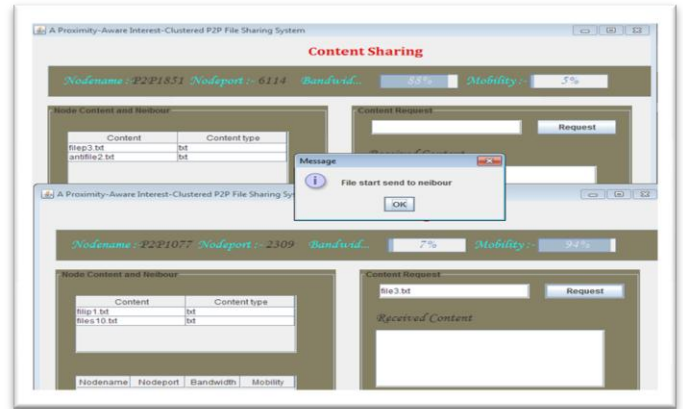 A Proximity-Aware Interest-Clustered P2P File Sharing System
Content Sharing
Nodename :-P2P1851 Nodeport :- 6114 Bandwid... 88% Mobility :- 5%
Node Content and Neibour
Content Content type
filep3.txt txt
antifile2.txt txt
Content Request
Request
Received Content
Message
File start send to neibour
OK
A Proximity-Aware Interest-Clustered P2P File Sharing Sy
Nodename :-P2P1077 Nodeport :- 2309 Bandwid... 7% Mobility :- 94%
Node Content and Neibour
Content Content type
filip1.txt txt
files10.txt txt
Nodename Nodeport Bandwidth Mobility
Content Request
file3.txt Request
Received Content